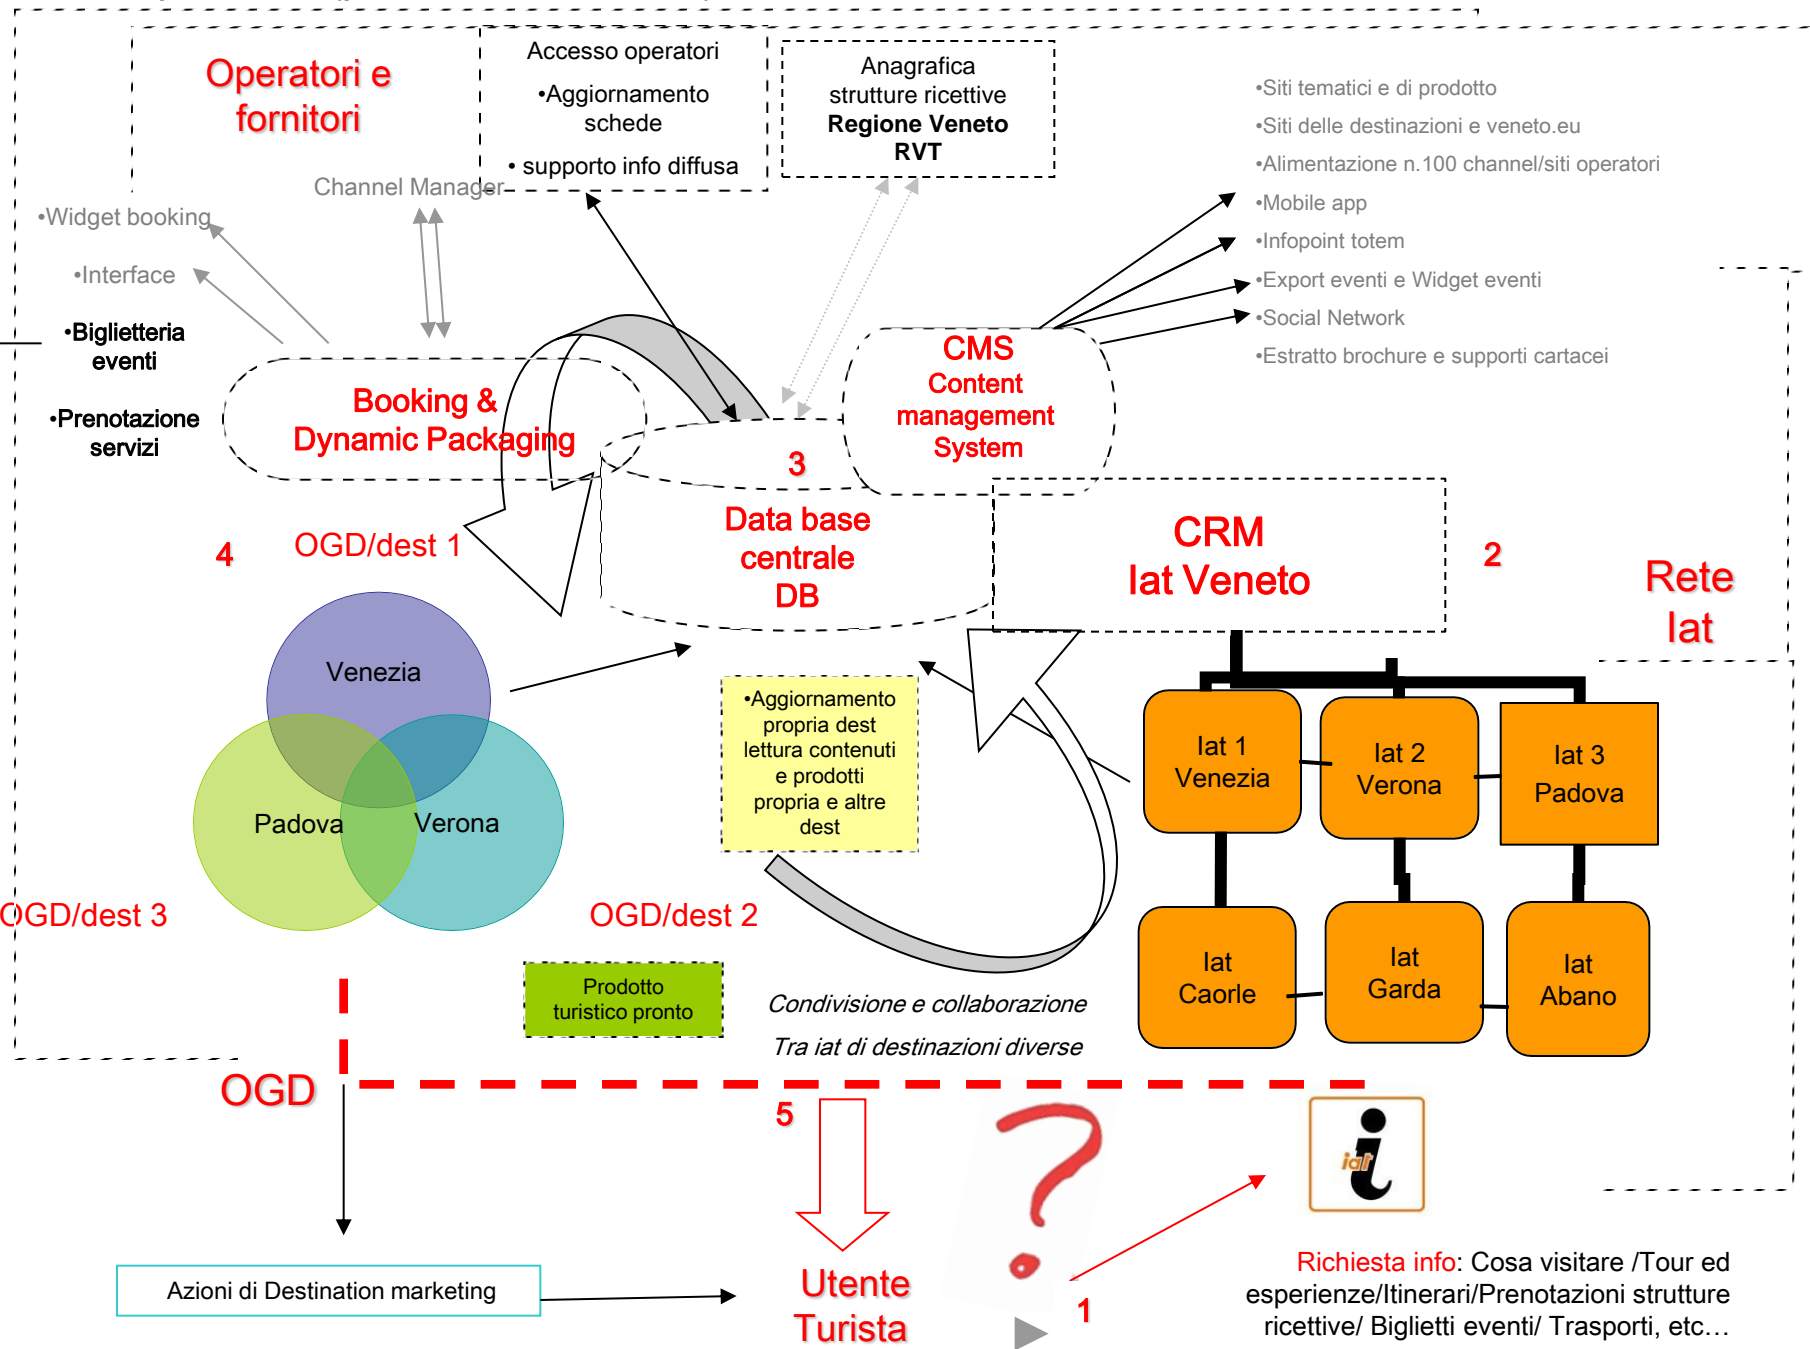 Operatori e
fornitori
Accesso operatori
•Aggiornamento
schede
• supporto info diffusa
Anagrafica
strutture ricettive
Regione Veneto
RVT
•Siti tematici e di prodotto
•Siti delle destinazioni e veneto.eu
•Alimentazione n.100 channel/siti operatori
•Mobile app
•Infopoint totem
•Export eventi e Widget eventi
•Social Network
•Estratto brochure e supporti cartacei
Channel Manager
•Widget booking
•Interface
•Biglietteria
eventi
•Prenotazione
servizi
Booking &
Dynamic Packaging
CMS
Content
management
System
3
Data base
centrale
DB
CRM
Iat Veneto
2
Rete
Iat
4
OGD/dest 1
Venezia
Padova
Verona
OGD/dest 3
OGD/dest 2
•Aggiornamento
propria dest
lettura contenuti
e prodotti
propria e altre
dest
Iat 1
Venezia
Iat 2
Verona
Iat 3
Padova
Iat
Caorle
Iat
Garda
Iat
Abano
Prodotto
turistico pronto
Condivisione e collaborazione
Tra iat di destinazioni diverse
OGD
5
?
iat
i
Azioni di Destination marketing
Utente
Turista
1
Richiesta info: Cosa visitare /Tour ed
esperienze/Itinerari/Prenotazioni strutture
ricettive/ Biglietti eventi/ Trasporti, etc…